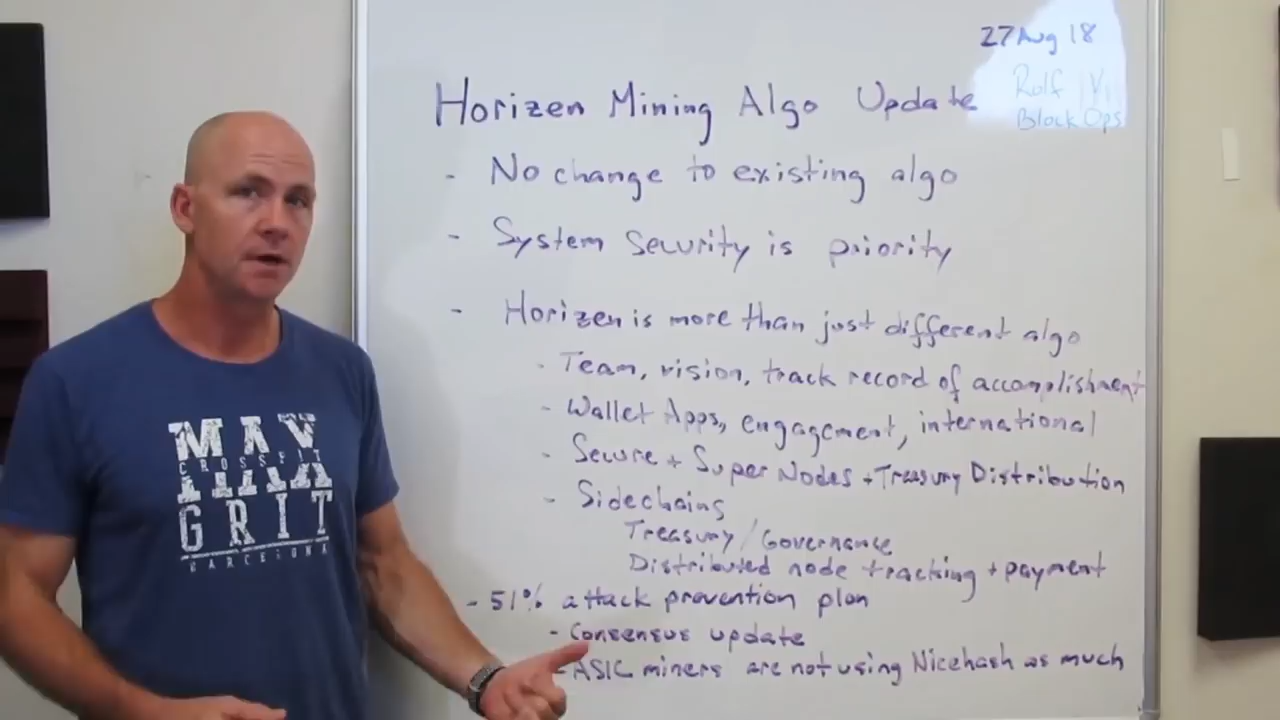 27 Aug 18
Rolf
Block Ops
Horizen Mining Algo Update
- No change to existing algo
- System Security is priority
- Horizen is more than just different algo
- Team, vision, track record of accomplishment
- Wallet Apps, engagement, international
- Secure + Super Nodes + Treasury Distribution
- Sidechains
Treasury / Governance
Distributed node tracking + payment
- 51% attack prevention plan
- Consensus update
- ASIC miners are not using Nicehash as much
MAX
CROSSFIT
GRIT
BARCELONA